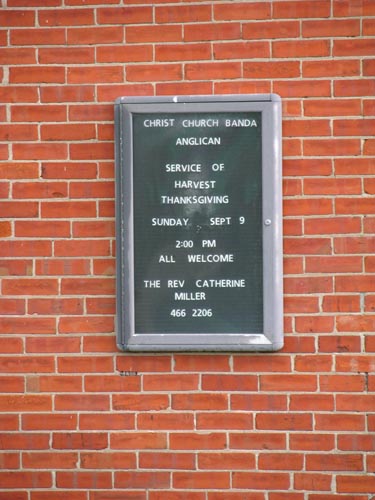 CHRIST CHURCH BANDA
ANGLICAN
SERVICE OF
HARVEST
THANKSGIVING
SUNDAY SEPT 9
2:00 PM
ALL WELCOME
THE REV CATHERINE
MILLER
466 2206